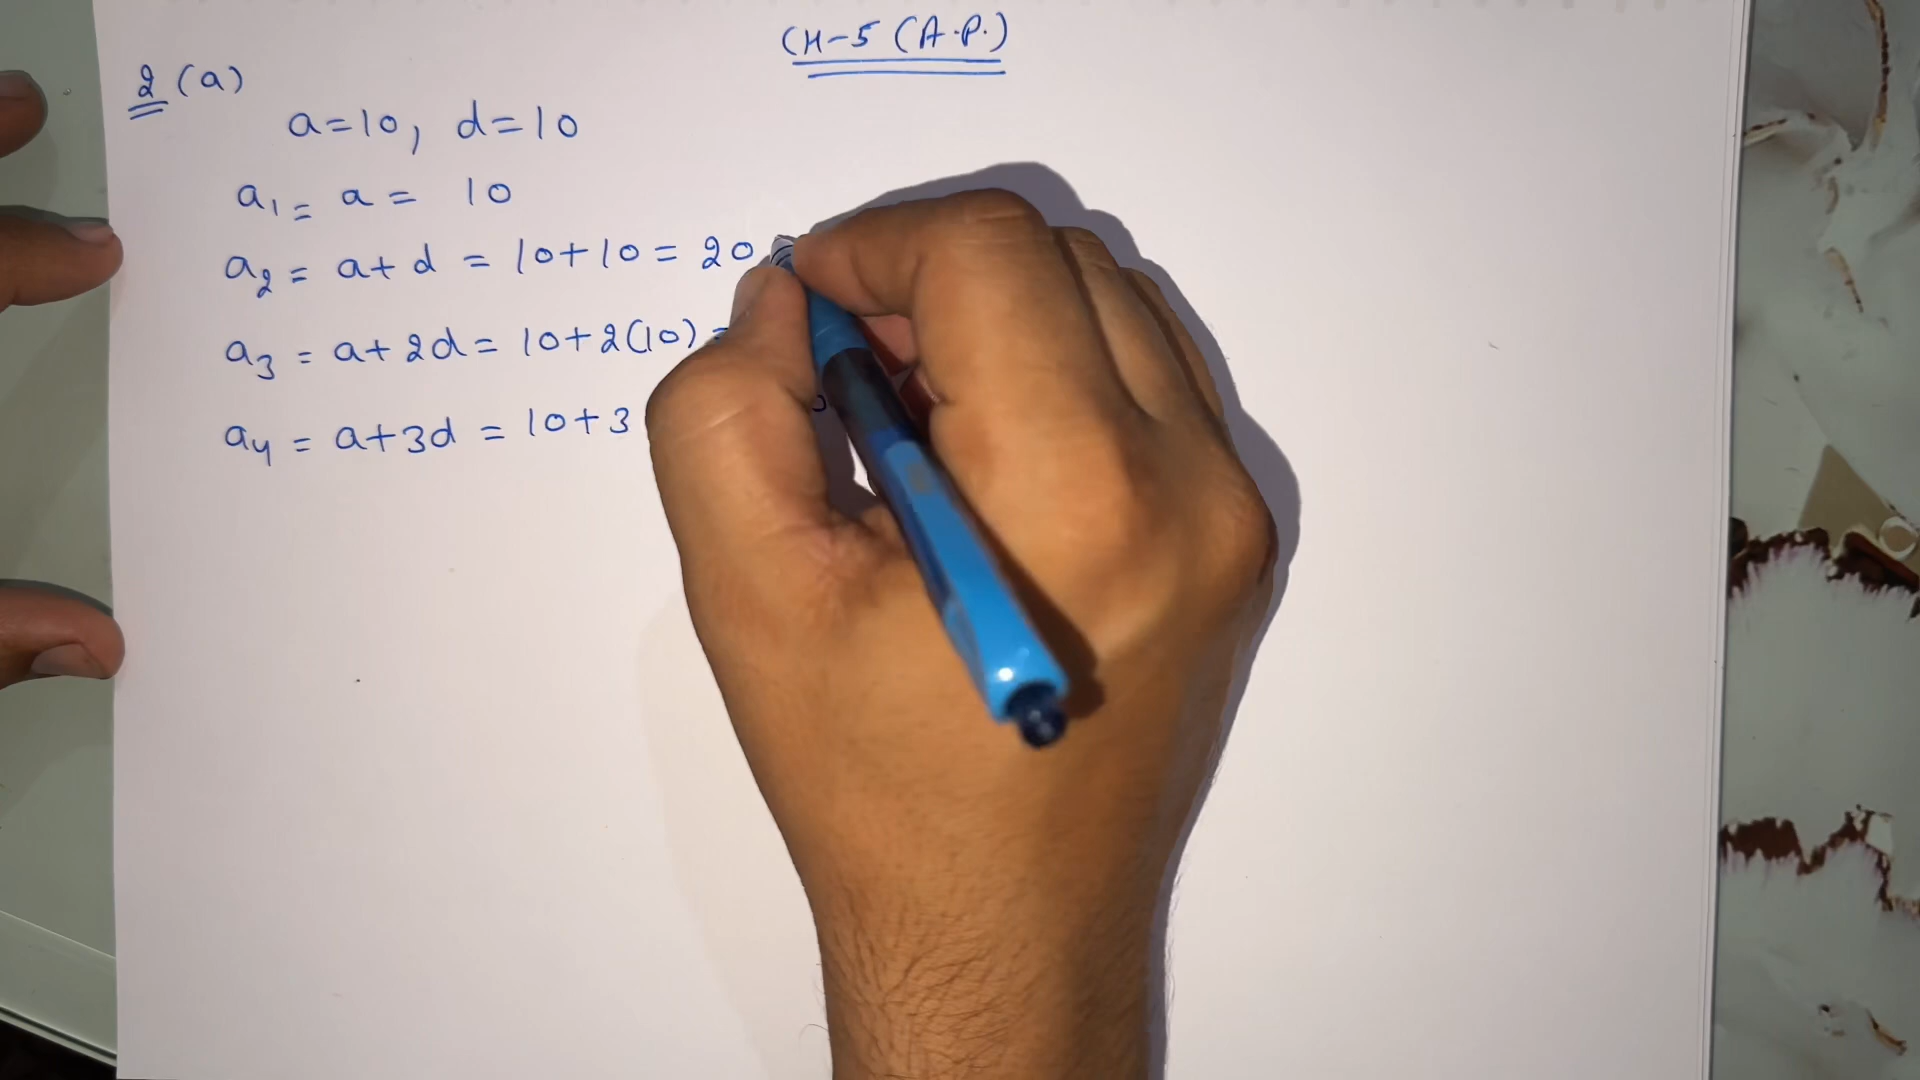 CH-5 (A.P.)
2 (a)
a=10, d=10
a₁ = a = 10
a₂ = a+d = 10+10 = 20
a₃ = a+2d = 10+2(10) =
a₄ = a+3d = 10+3